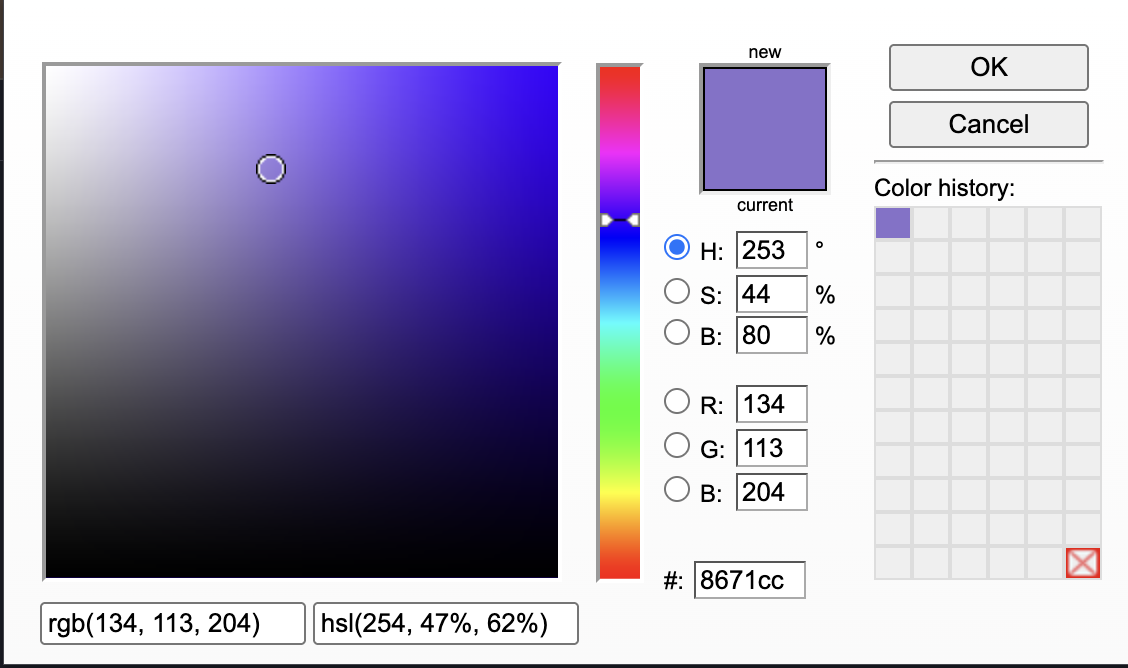 new
current
H: 253 °
S: 44 %
B: 80 %
R: 134
G: 113
B: 204
#: 8671cc
rgb(134, 113, 204)
hsl(254, 47%, 62%)
OK
Cancel
Color history: